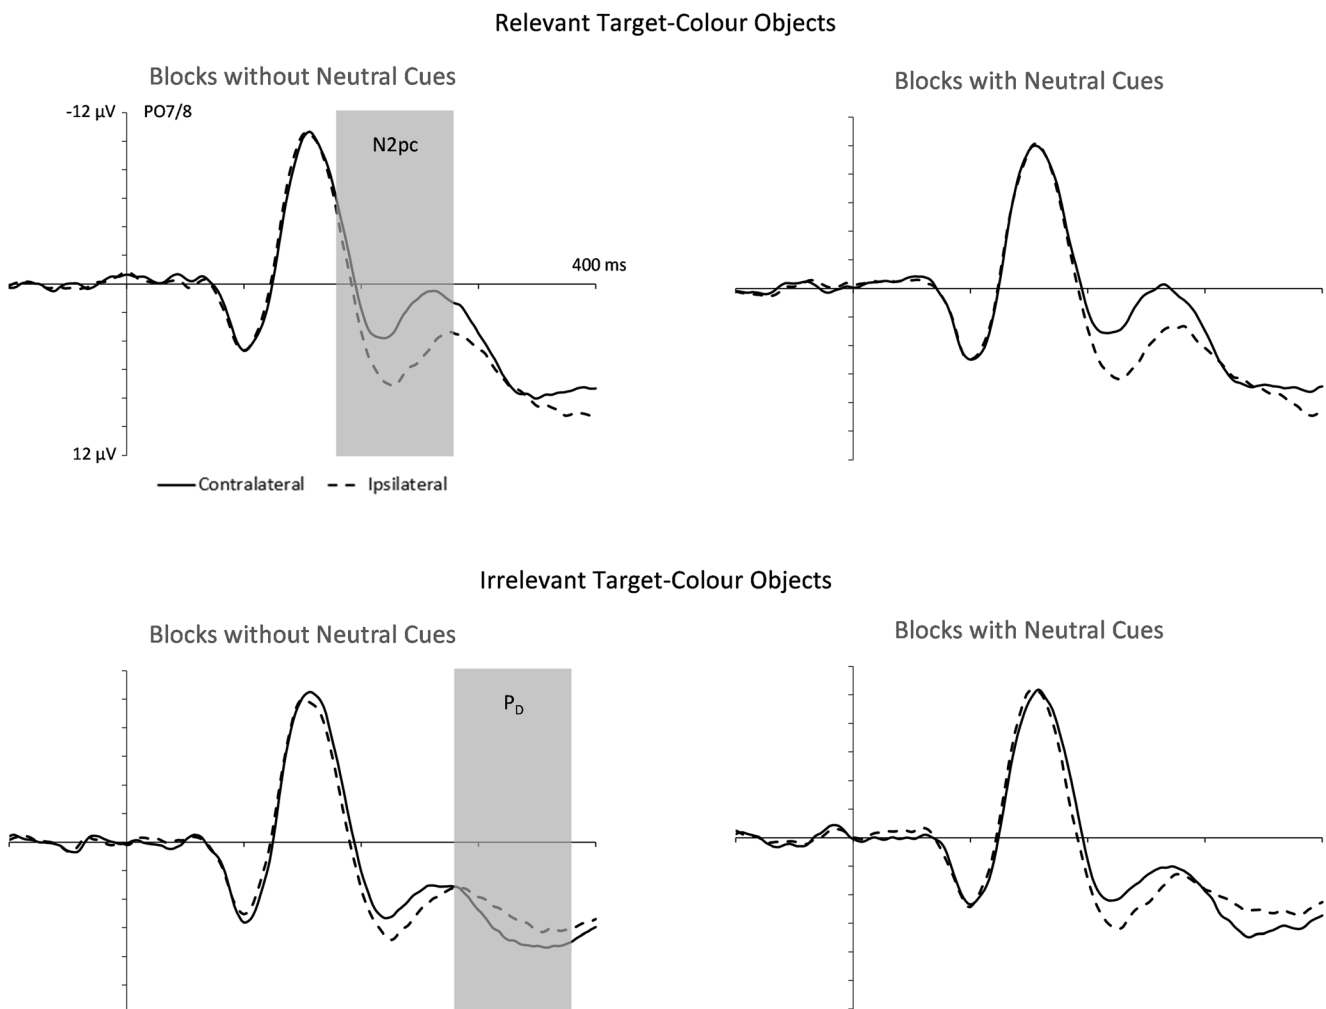 Relevant Target-Colour Objects
Blocks without Neutral Cues
Blocks with Neutral Cues
-12 µV
PO7/8
N2pc
400 ms
12 µV
Contralateral
Ipsilateral
Irrelevant Target-Colour Objects
Blocks without Neutral Cues
Blocks with Neutral Cues
PD